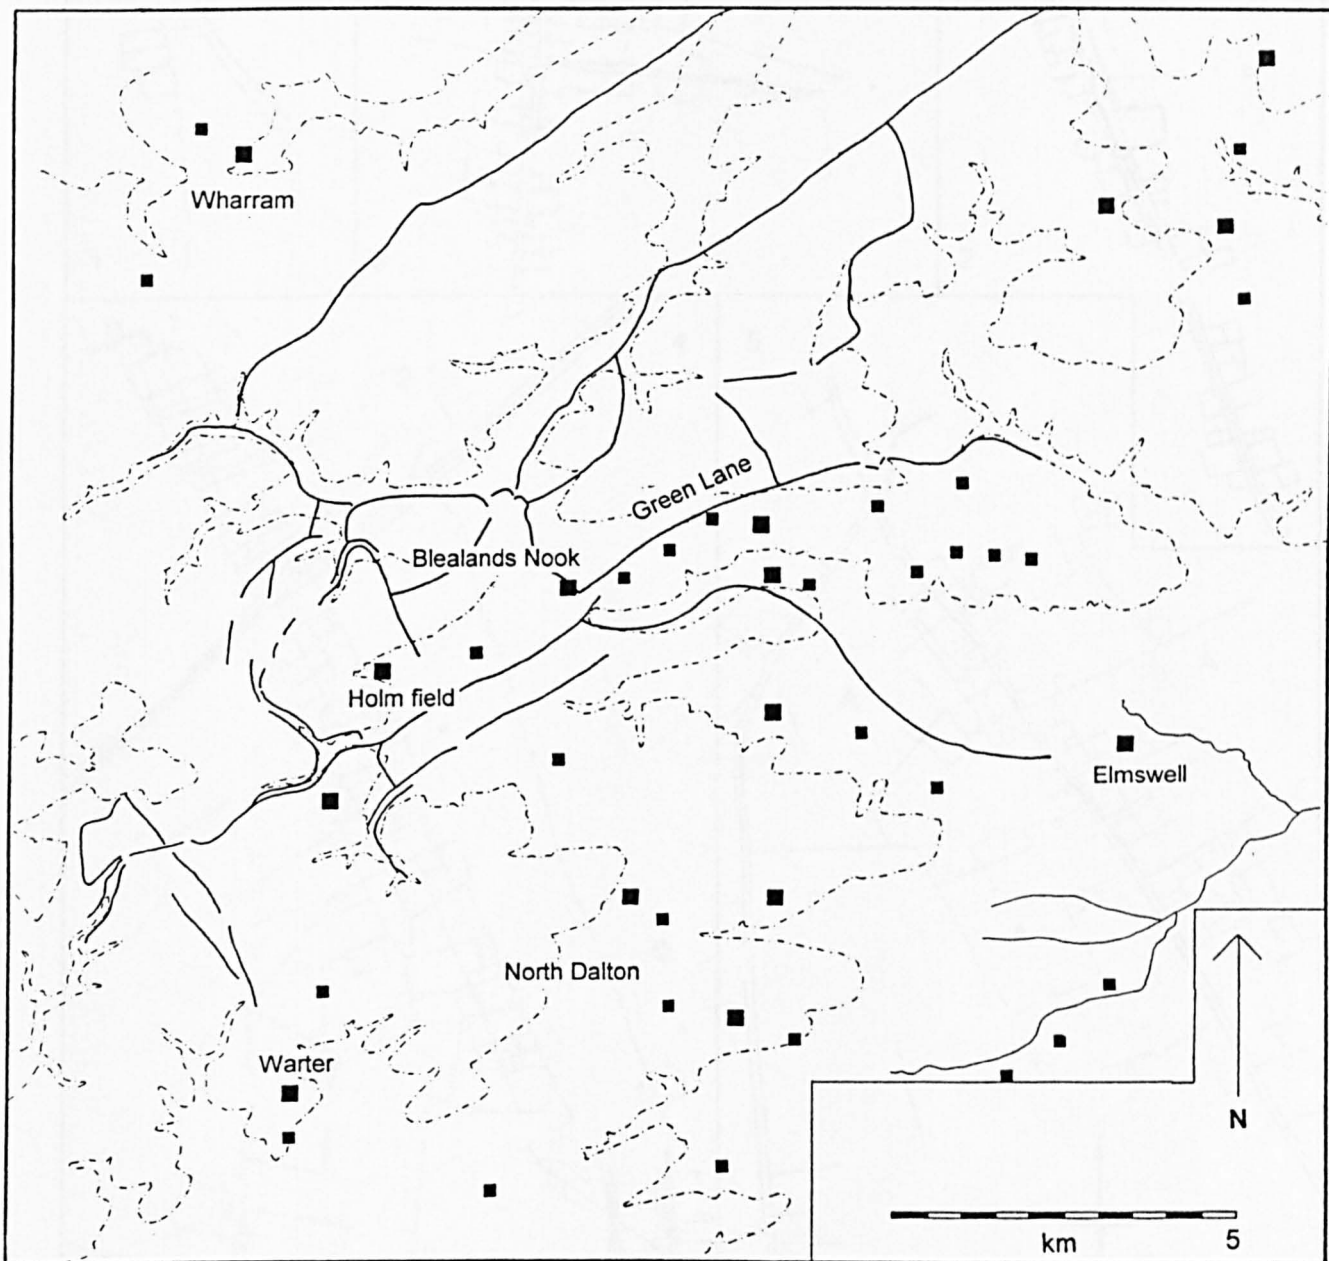 Wharram
Green Lane
Blealands Nook
Holm field
Elmswell
North Dalton
Warter
N
km 5